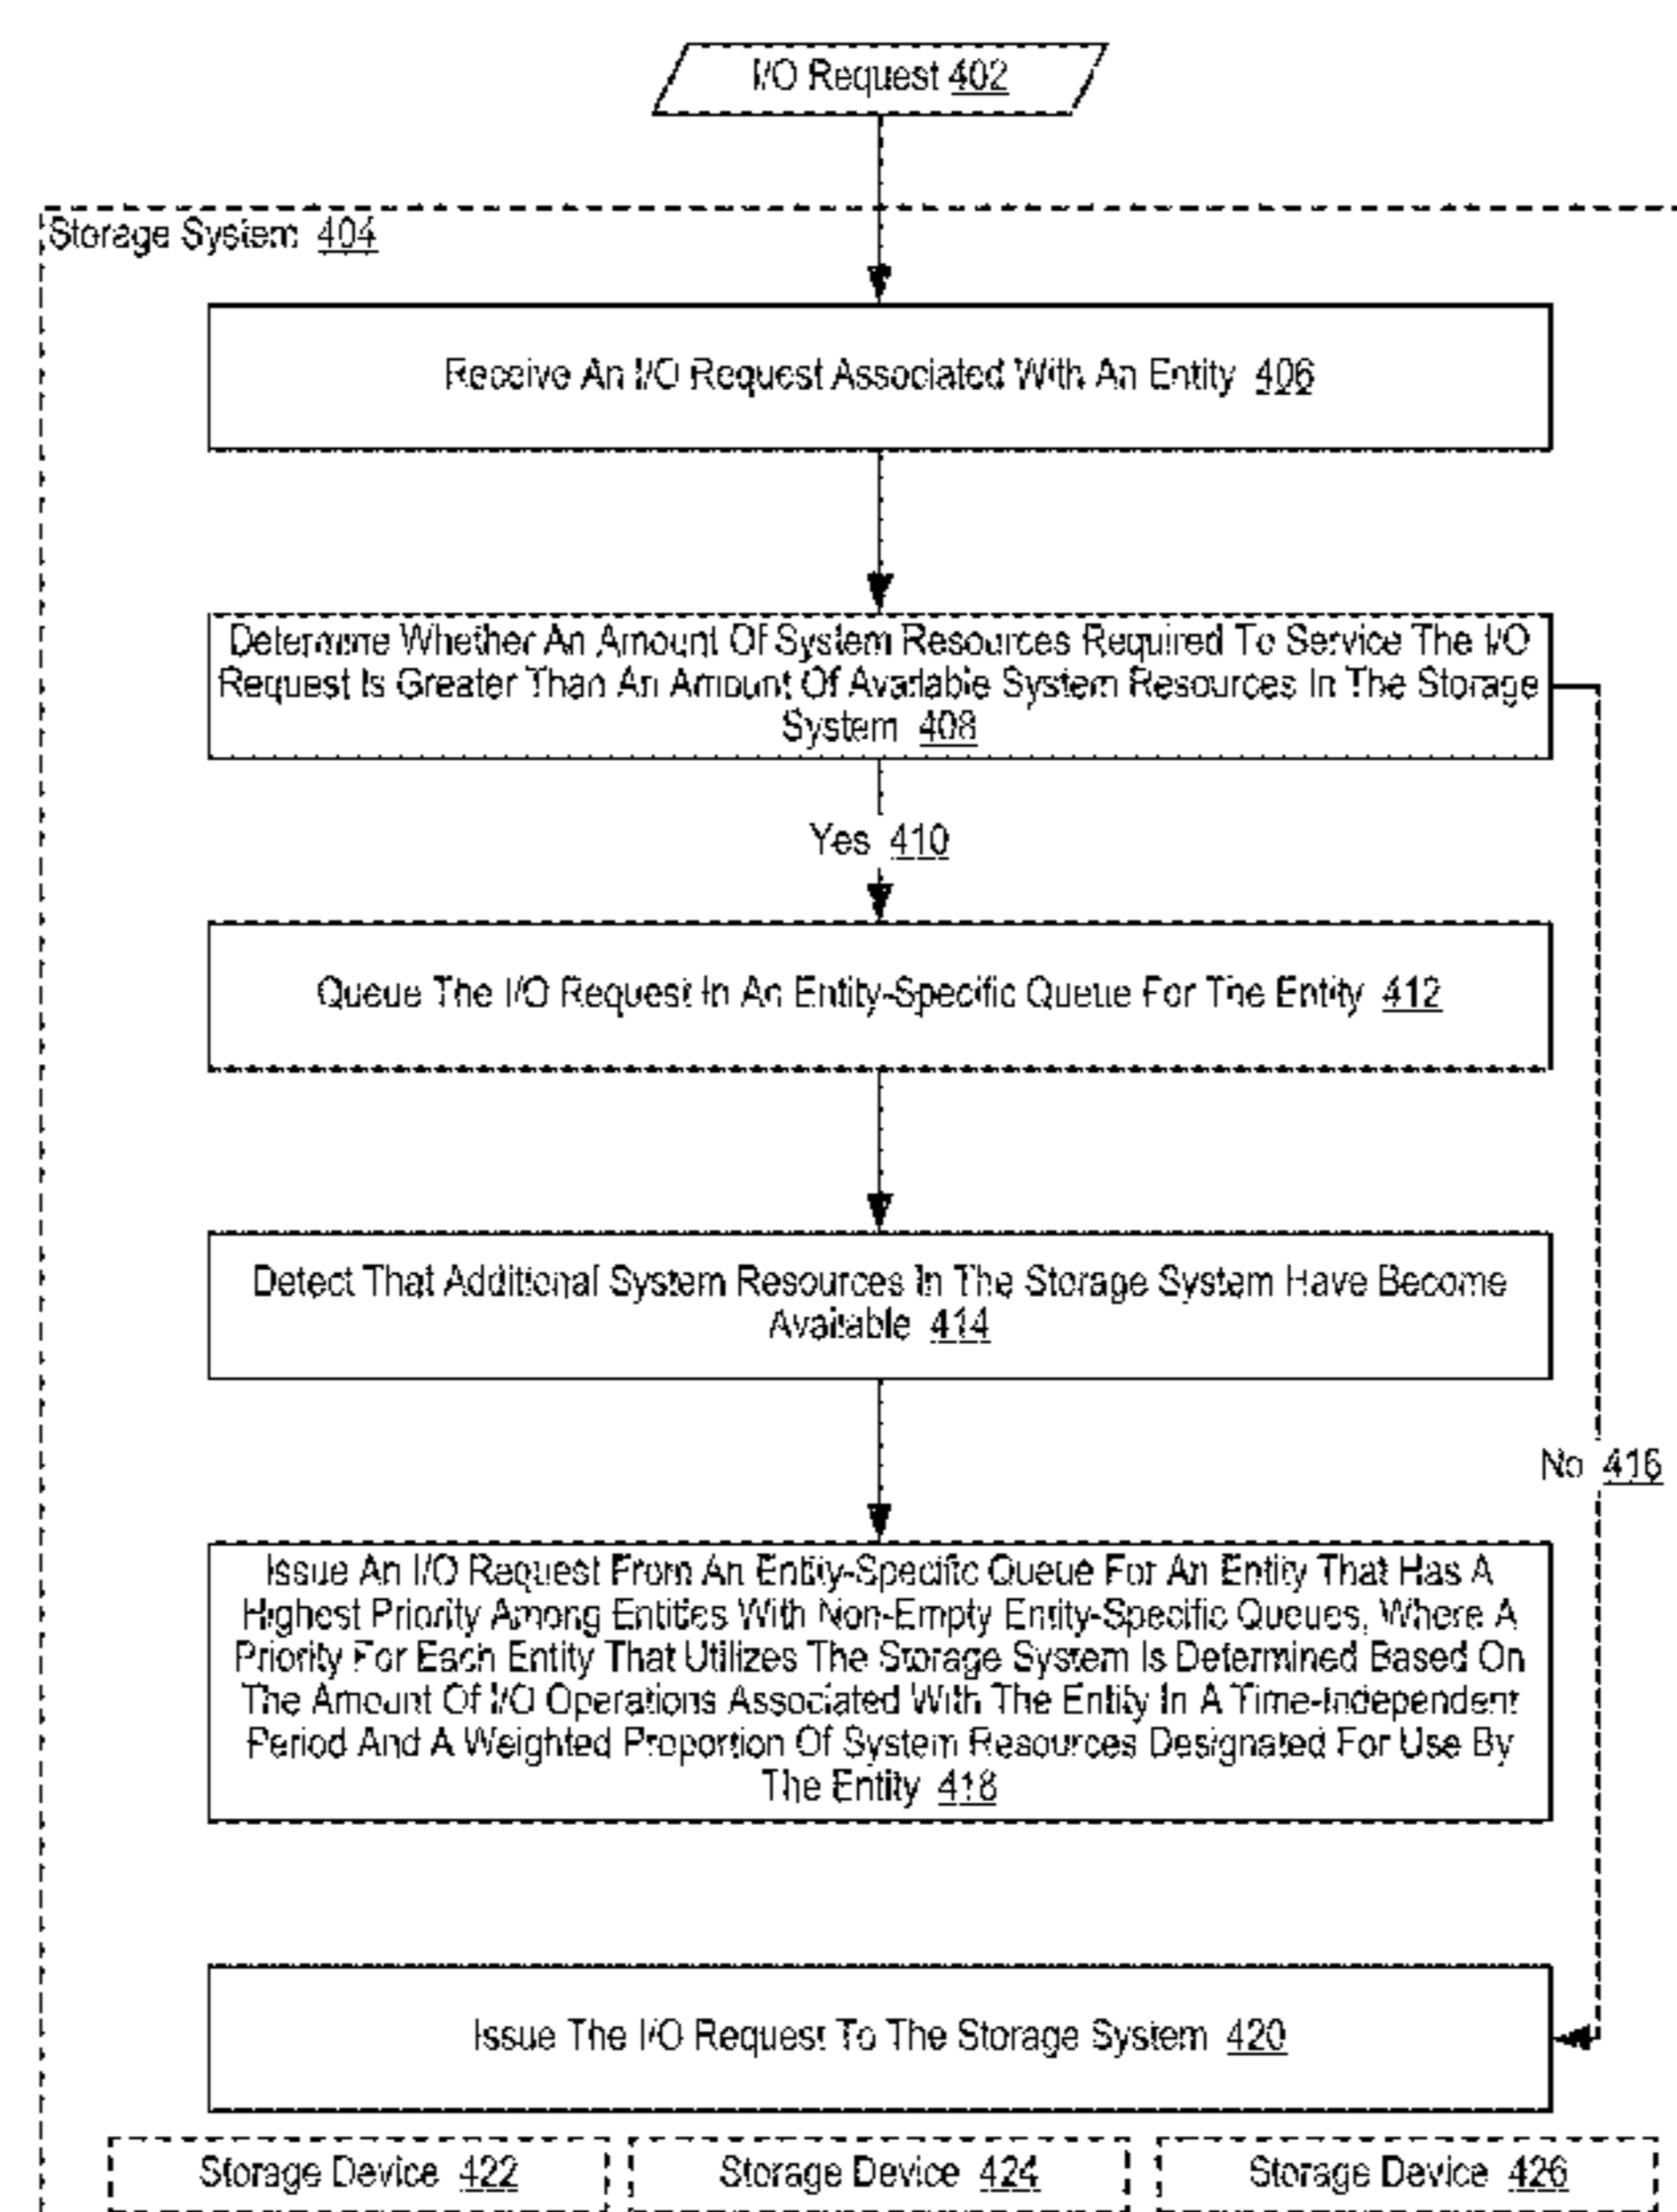 I/O Request 402
Storage System 404
Receive An I/O Request Associated With An Entity 406
Determine Whether An Amount Of System Resources Required To Service The I/O
Request Is Greater Than An Amount Of Available System Resources In The Storage
System 408
Yes 410
Queue The I/O Request In An Entity-Specific Queue For The Entity 412
Detect That Additional System Resources In The Storage System Have Become
Available 414
No 416
Issue An I/O Request From An Entity-Specific Queue For An Entity That Has A
Highest Priority Among Entities With Non-Empty Entity-Specific Queues, Where A
Priority For Each Entity That Utilizes The Storage System Is Determined Based On
The Amount Of I/O Operations Associated With The Entity In A Time-Independent
Period And A Weighted Proportion Of System Resources Designated For Use By
The Entity 418
Issue The I/O Request To The Storage System 420
Storage Device 422
Storage Device 424
Storage Device 426